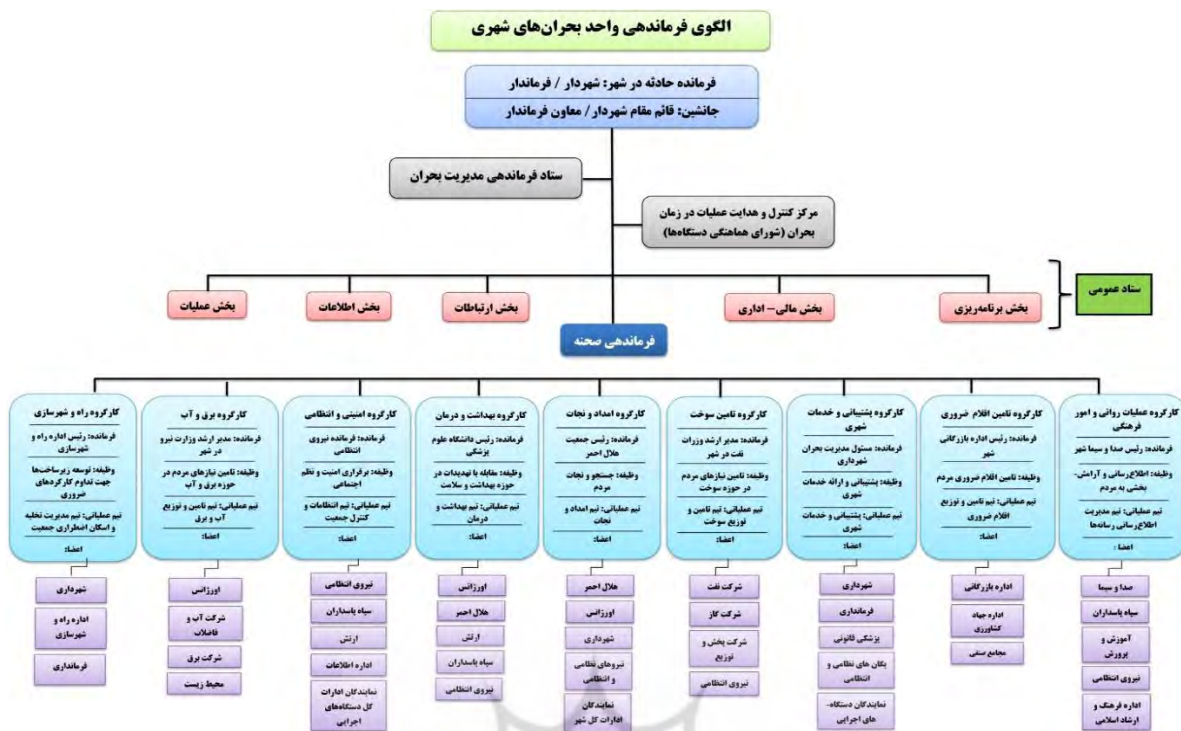 الگوی فرماندهی واحد بحران‌های شهری
فرمانده حادثه در شهر: شهردار / فرماندار
جانشین: قائم مقام شهردار / معاون فرماندار
ستاد فرماندهی مدیریت بحران
مرکز کنترل و هدایت عملیات در زمان
بحران (شورای هماهنگی دستگاه‌ها)
ستاد عمومی
بخش برنامه‌ریزی
بخش مالی – اداری
بخش ارتباطات
بخش اطلاعات
بخش عملیات
فرماندهی صحنه
کارگروه عملیات روانی و امور
فرهنگی
فرمانده: رئیس صدا و سیما شهر
وظیفه: اطلاع‌رسانی و آرامش-
بخشی به مردم
تیم عملیاتی: تیم مدیریت
اطلاع‌رسانی رسانه‌ها
اعضا :
صدا و سیما
سپاه پاسداران
آموزش و
پرورش
نیروی انتظامی
اداره فرهنگ و
ارشاد اسلامی
کارگروه تامین اقلام ضروری
فرمانده: رئیس اداره بازرگانی
شهر
وظیفه: تامین اقلام ضروری مردم
تیم عملیاتی: تیم تامین و توزیع
اقلام ضروری
اعضا:
اداره بازرگانی
اداره جهاد
کشاورزی
مجامع صنفی
کارگروه پشتیبانی و خدمات
شهری
فرمانده: مسئول مدیریت بحران
شهرداری
وظیفه: پشتیبانی و ارائه خدمات
شهری
تیم عملیاتی: پشتیبانی و خدمات
شهری
اعضا:
شهرداری
فرمانداری
پزشکی قانونی
یگان های نظامی و
انتظامی
نمایندگان دستگاه-
های اجرایی
کارگروه تامین سوخت
فرمانده: مدیر ارشد وزرات
نفت در شهر
وظیفه: تامین نیازهای مردم
در حوزه سوخت
تیم عملیاتی: تیم تامین و
توزیع سوخت
اعضا:
شرکت نفت
شرکت گاز
شرکت پخش و
توزیع
نیروی انتظامی
کارگروه امداد و نجات
فرمانده: رئیس جمعیت
هلال احمر
وظیفه: جستجو و نجات
مردم
تیم عملیاتی: تیم امداد و
نجات
اعضا:
هلال احمر
اورژانس
شهرداری
نیروهای نظامی
و انتظامی
نمایندگان
ادارات کل شهر
کارگروه بهداشت و درمان
فرمانده: رئیس دانشگاه علوم
پزشکی
وظیفه: مقابله با تهدیدات در
حوزه بهداشت و سلامت
تیم عملیاتی: تیم بهداشت و
درمان
اعضا:
اورژانس
هلال احمر
ارتش
سپاه پاسداران
نیروی انتظامی
کارگروه امنیتی و انتظامی
فرمانده: فرمانده نیروی
انتظامی
وظیفه: برقراری امنیت و نظم
اجتماعی
تیم عملیاتی: تیم انتظامات و
کنترل جمعیت
اعضا:
نیروی انتظامی
سپاه پاسداران
ارتش
اداره اطلاعات
نمایندگان ادارات
کل دستگاه‌های
اجرایی
کارگروه برق و آب
فرمانده: مدیر ارشد وزارت نیرو
در شهر
وظیفه: تامین نیازهای مردم در
حوزه برق و آب
تیم عملیاتی: تیم تامین و توزیع
آب و برق
اعضا:
اورژانس
شرکت آب و
فاضلاب
شرکت برق
محیط زیست
کارگروه راه و شهرسازی
فرمانده: رئیس اداره راه و
شهرسازی
وظیفه: توسعه زیرساخت‌ها
جهت تداوم کارکردهای
ضروری
تیم عملیاتی: تیم مدیریت تخلیه
و اسکان اضطراری جمعیت
اعضا:
شهرداری
اداره راه و
شهرسازی
فرمانداری